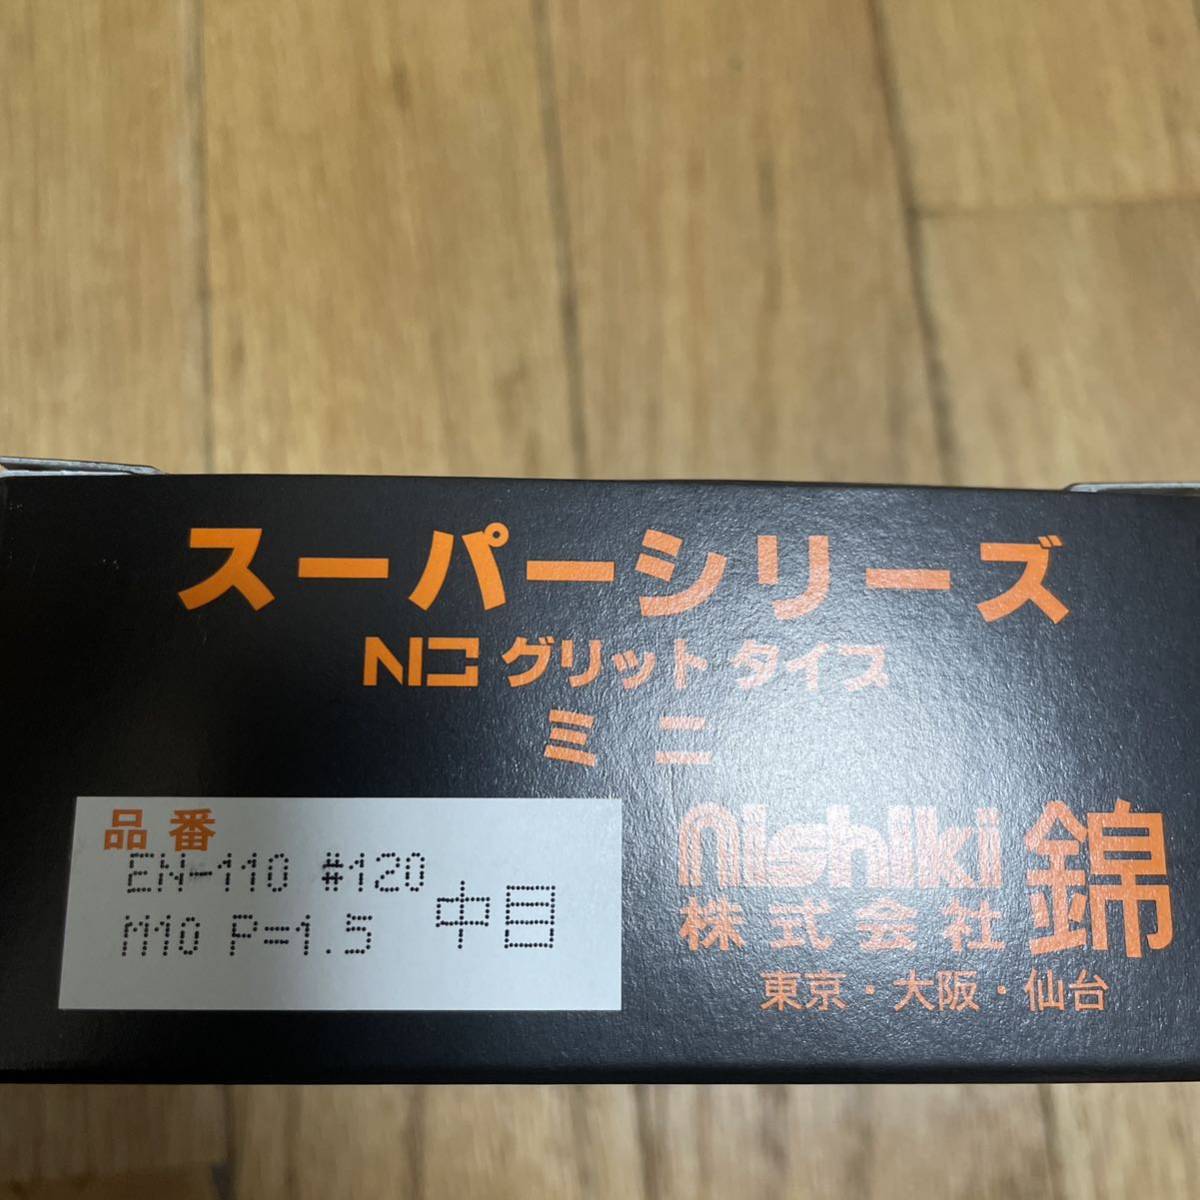 スーパーシリーズ
NC グリット タイプ
ミニ
品番
EN-110 #120
M10 P=1.5 中目
nishiki 錦
株式会社
東京・大阪・仙台